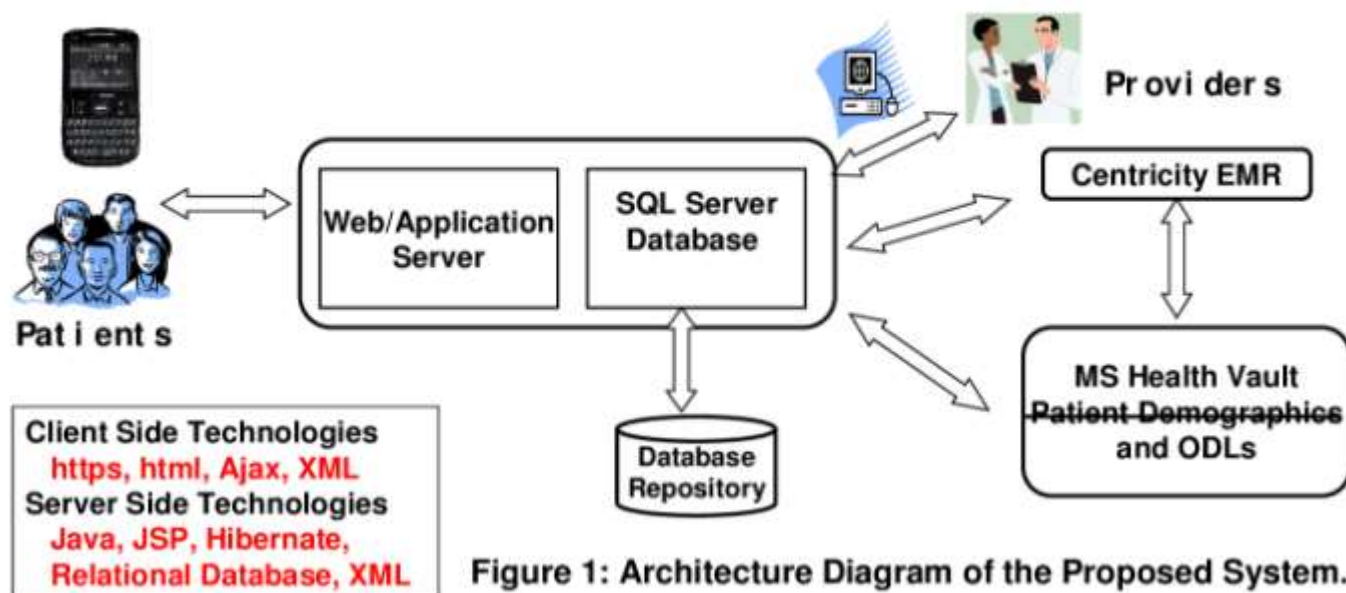 Providers
Centricity EMR
Web/Application
Server
SQL Server
Database
Patients
MS Health Vault
Patient Demographics
and ODLs
Database
Repository
Client Side Technologies
https, html, Ajax, XML
Server Side Technologies
Java, JSP, Hibernate,
Relational Database, XML
Figure 1: Architecture Diagram of the Proposed System.